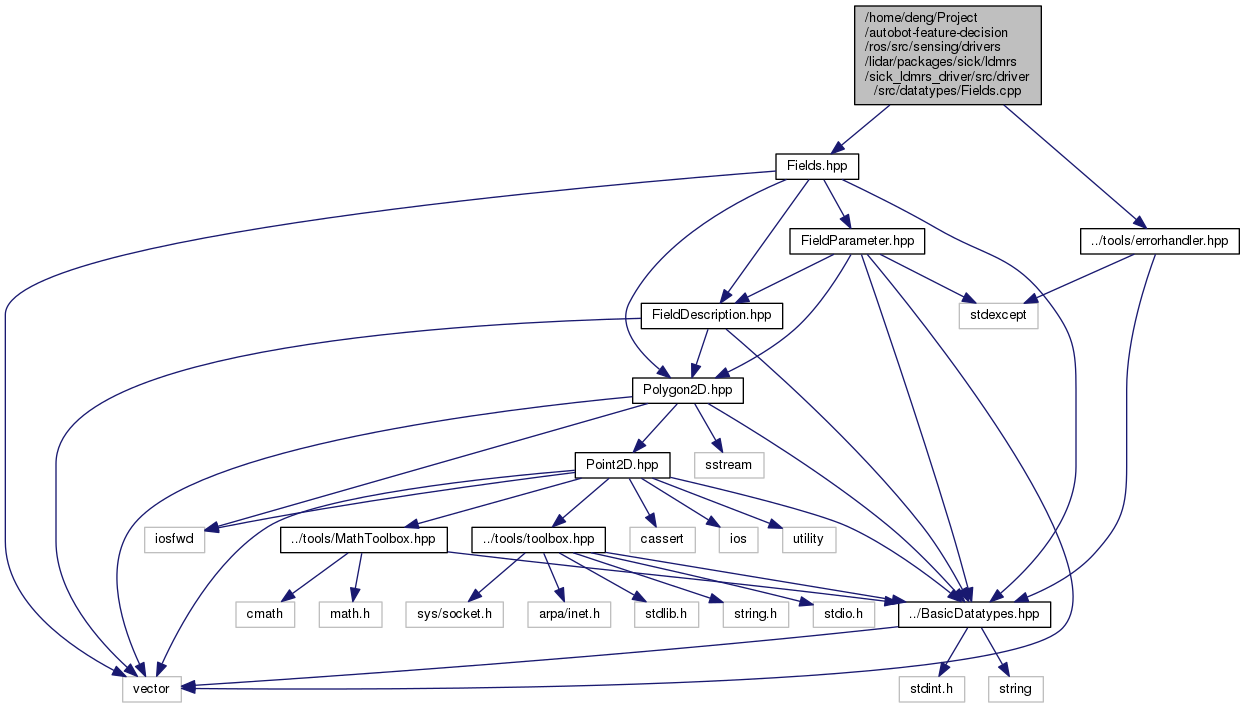 /home/deng/Project
/autobot-feature-decision
/ros/src/sensing/drivers
/lidar/packages/sick/ldmrs
/sick_ldmrs_driver/src/driver
/src/datatypes/Fields.cpp
Fields.hpp
FieldParameter.hpp
../tools/errorhandler.hpp
FieldDescription.hpp
stdexcept
Polygon2D.hpp
Point2D.hpp
sstream
iosfwd
../tools/MathToolbox.hpp
../tools/toolbox.hpp
cassert
ios
utility
cmath
math.h
sys/socket.h
arpa/inet.h
stdlib.h
string.h
stdio.h
../BasicDatatypes.hpp
vector
stdint.h
string